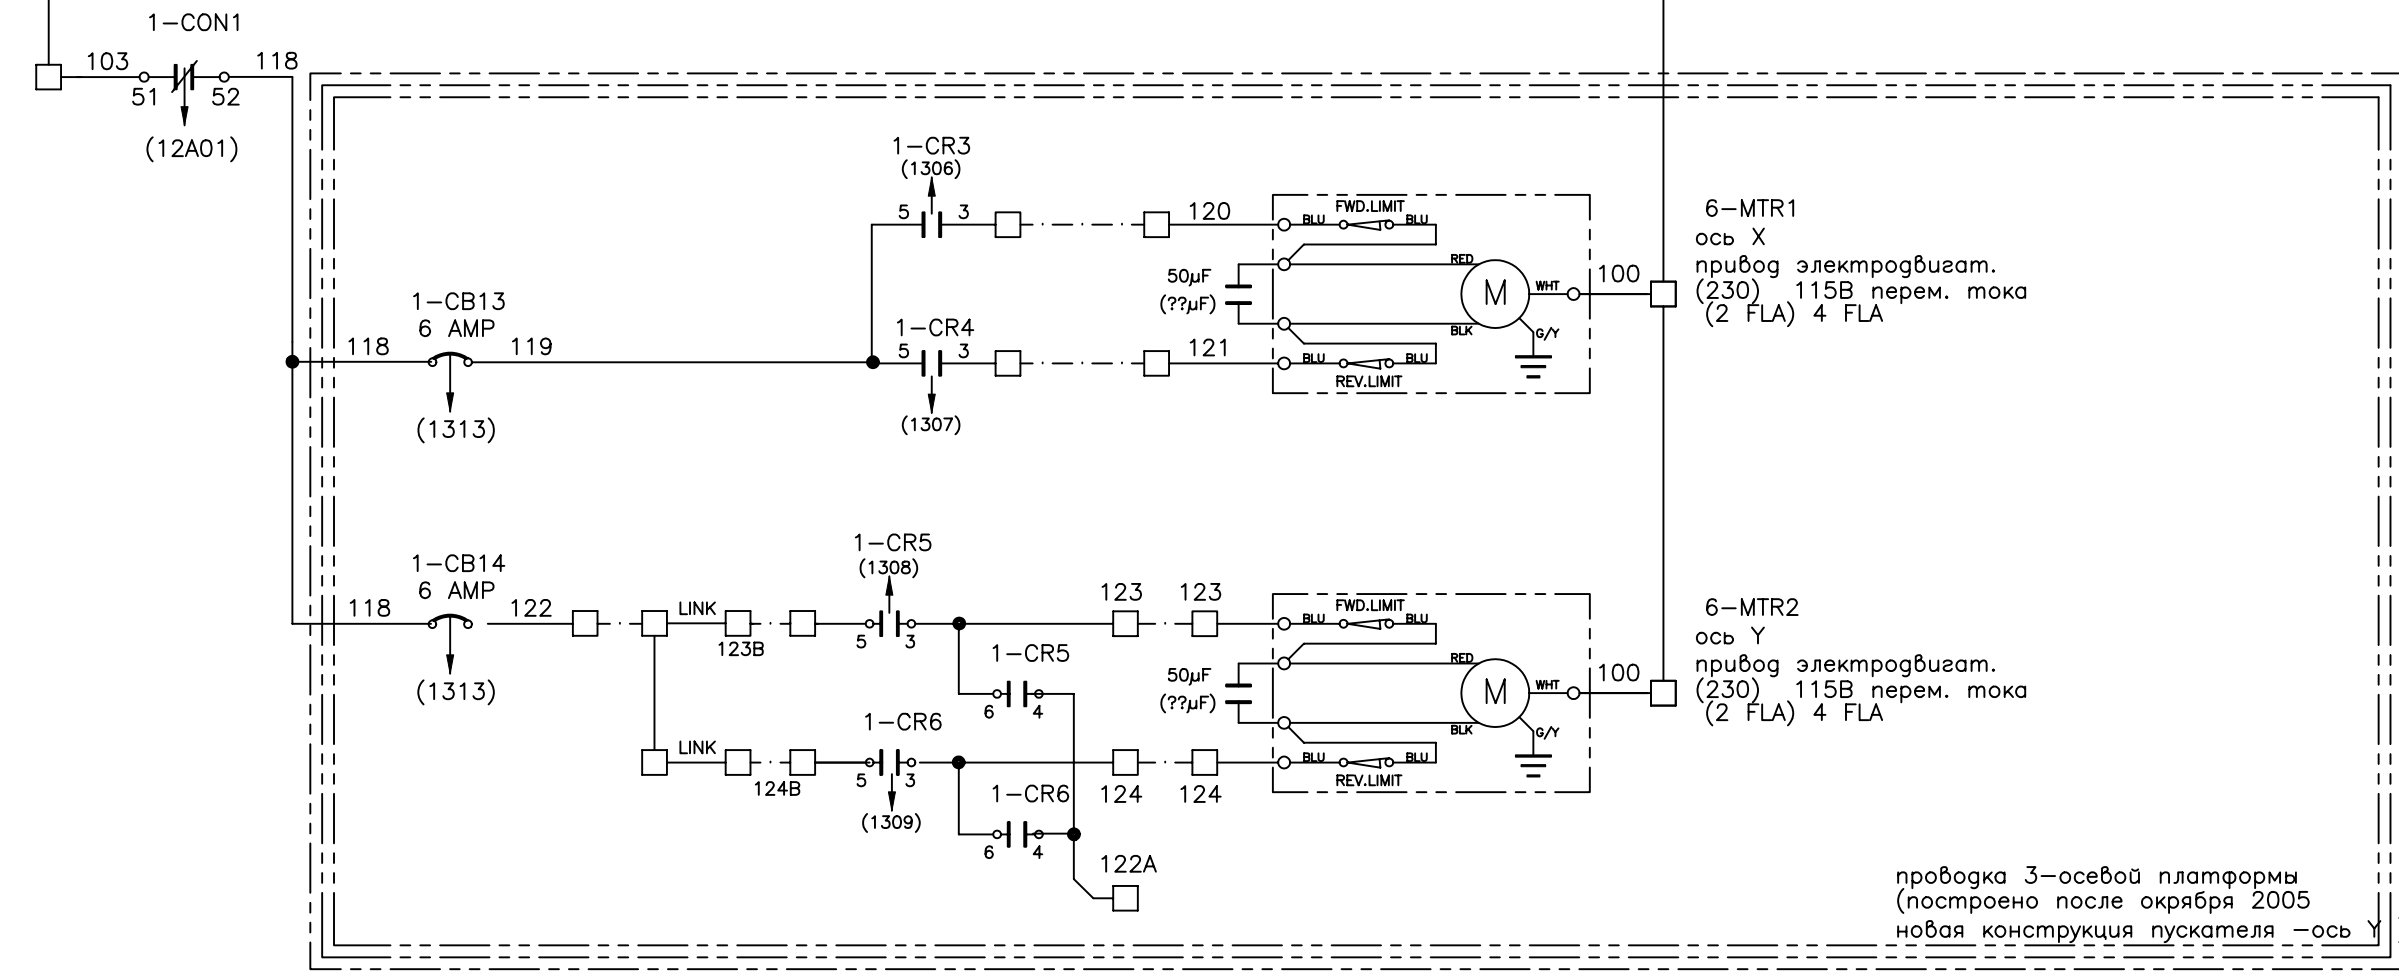 1-CON1
103
118
51
52
(12A01)
1-CR3
(1306)
5
3
120
FWD.LIMIT
BLU
BLU
6-MTR1
ось X
привод электродвигат.
(230) 115В перем. тока
(2 FLA) 4 FLA
50µF
(??µF)
RED
M
WHT
100
BLK
G/Y
1-CB13
6 AMP
118
119
(1313)
1-CR4
5
3
121
BLU
BLU
REV.LIMIT
(1307)
1-CR5
(1308)
1-CB14
6 AMP
118
122
(1313)
LINK
123B
5
3
123
123
FWD.LIMIT
BLU
BLU
6-MTR2
ось Y
привод электродвигат.
(230) 115В перем. тока
(2 FLA) 4 FLA
1-CR5
6
4
50µF
(??µF)
RED
M
WHT
100
BLK
G/Y
1-CR6
LINK
124B
5
3
(1309)
1-CR6
6
4
124
124
BLU
BLU
REV.LIMIT
122A
проводка 3-осевой платформы
(построено после окрября 2005
новая конструкция пускателя -ось Y